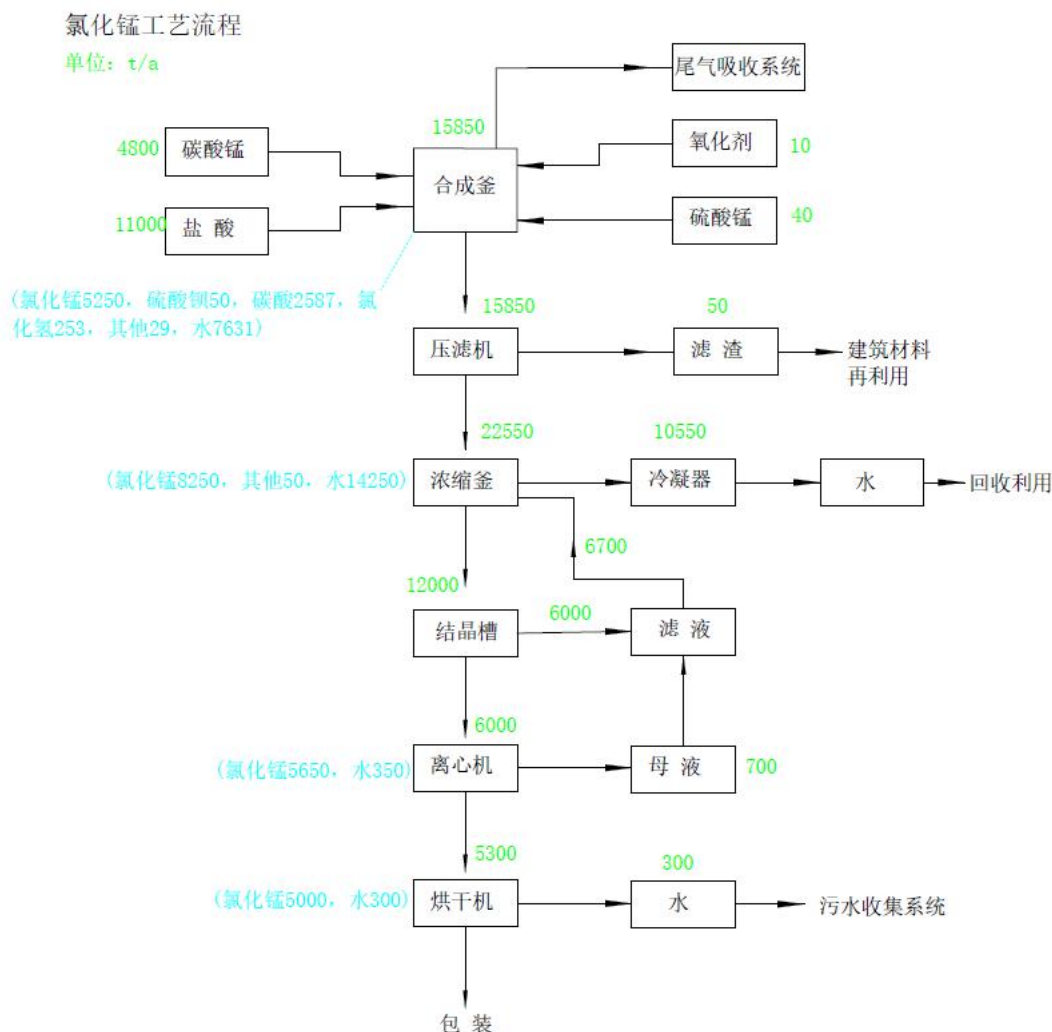 氯化锰工艺流程
单位：t/a
尾气吸收系统
15850
4800
碳酸锰
氧化剂
10
合成釜
11000
盐 酸
硫酸锰
40
(氯化锰5250，硫酸钡50，碳酸2587，氯
化氢253，其他29，水7631)
15850
50
压滤机
滤 渣
建筑材料
再利用
22550
10550
(氯化锰8250，其他50，水14250)
浓缩釜
冷凝器
水
回收利用
6700
12000
6000
结晶槽
滤 液
6000
(氯化锰5650，水350)
离心机
母 液
700
5300
300
(氯化锰5000，水300)
烘干机
水
污水收集系统
包 装